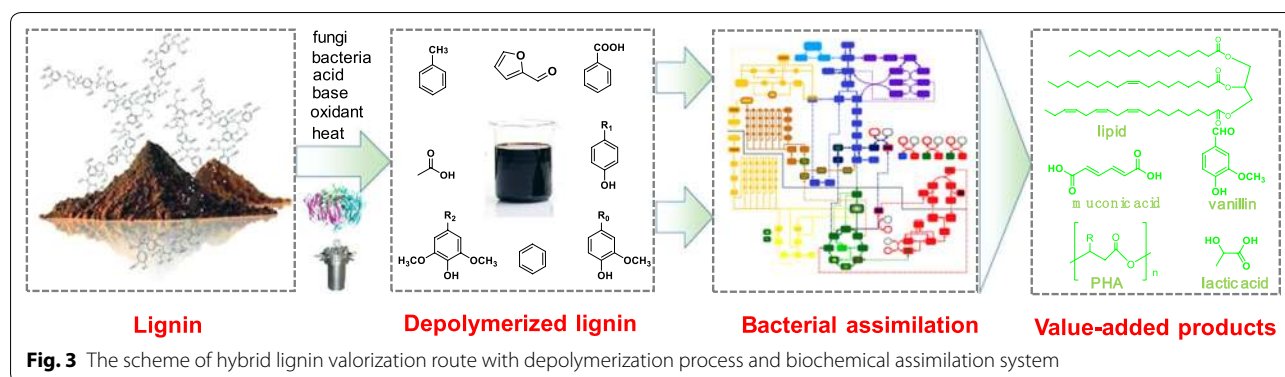 fungi
bacteria
acid
base
oxidant
heat
CH3
O
O
COOH
O
OH
R1
OH
R2
H3CO
OCH3
OH
R0
OCH3
OH
O
O
O
O
O
O
lipid
CHO
OCH3
OH
vanillin
HO
O
O
OH
muconic acid
R
O
O
n
PHA
HO
OH
O
lactic acid
Lignin
Depolymerized lignin
Bacterial assimilation
Value-added products
Fig. 3 The scheme of hybrid lignin valorization route with depolymerization process and biochemical assimilation system